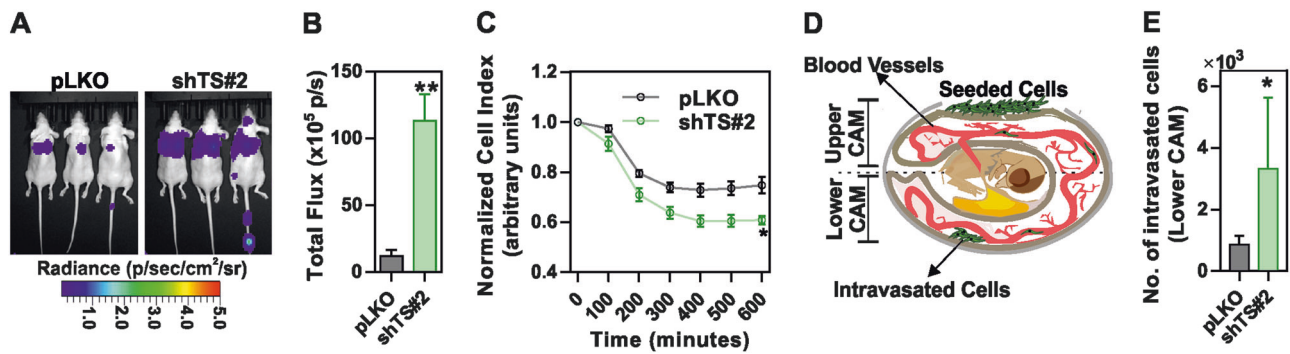 A
pLKO
shTS#2
Radiance (p/sec/cm²/sr)
1.0
2.0
3.0
4.0
5.0
B
Total Flux (x10⁵ p/s)
150
100
50
0
**
pLKO
shTS#2
C
Normalized Cell Index
(arbitrary units)
1.2
1.0
0.8
0.6
0.4
pLKO
shTS#2
*
0
100
200
300
400
500
600
Time (minutes)
D
Blood Vessels
Seeded Cells
Upper
CAM
Lower
CAM
Intravasated Cells
E
No. of intravasated cells
(Lower CAM)
×10³
6
4
2
0
*
pLKO
shTS#2